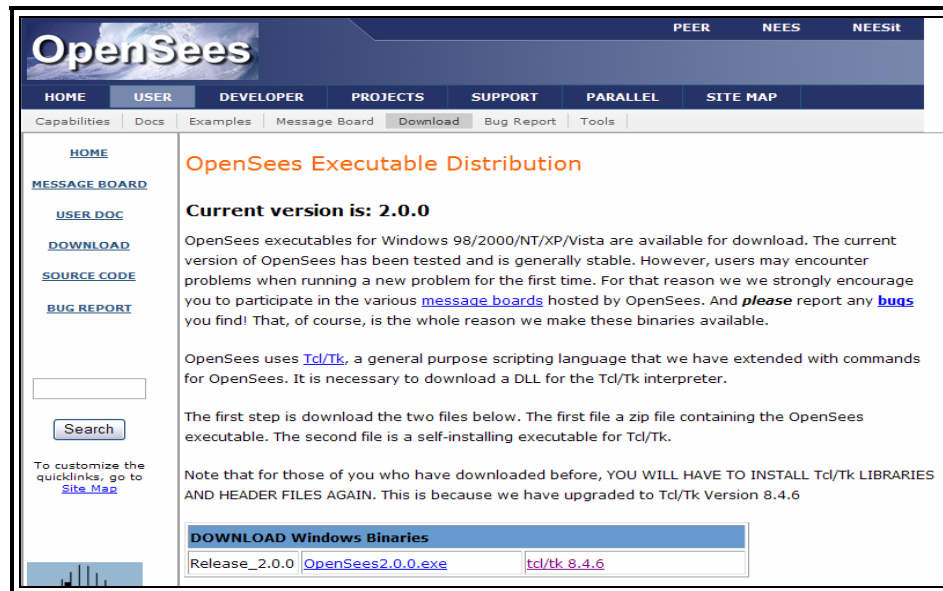 PEER NEES NEESit
OpenSees
HOME USER DEVELOPER PROJECTS SUPPORT PARALLEL SITE MAP
Capabilities Docs Examples Message Board Download Bug Report Tools
HOME
MESSAGE BOARD
USER DOC
DOWNLOAD
SOURCE CODE
BUG REPORT
Search
To customize the
quicklinks, go to
Site Map
OpenSees Executable Distribution
Current version is: 2.0.0
OpenSees executables for Windows 98/2000/NT/XP/Vista are available for download. The current
version of OpenSees has been tested and is generally stable. However, users may encounter
problems when running a new problem for the first time. For that reason we we strongly encourage
you to participate in the various message boards hosted by OpenSees. And please report any bugs
you find! That, of course, is the whole reason we make these binaries available.
OpenSees uses Tcl/Tk, a general purpose scripting language that we have extended with commands
for OpenSees. It is necessary to download a DLL for the Tcl/Tk interpreter.
The first step is download the two files below. The first file a zip file containing the OpenSees
executable. The second file is a self-installing executable for Tcl/Tk.
Note that for those of you who have downloaded before, YOU WILL HAVE TO INSTALL Tcl/Tk LIBRARIES
AND HEADER FILES AGAIN. This is because we have upgraded to Tcl/Tk Version 8.4.6
DOWNLOAD Windows Binaries
Release_2.0.0 OpenSees2.0.0.exe tcl/tk 8.4.6